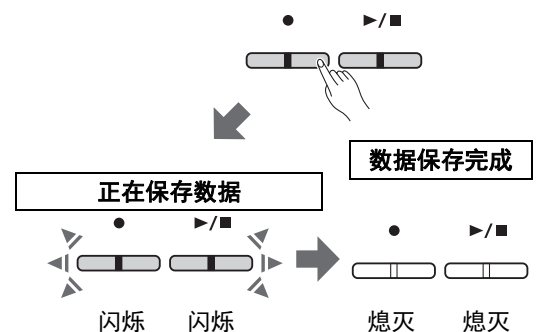 ● ►/■
数据保存完成
正在保存数据
● ►/■
● ►/■
闪烁 闪烁
熄灭 熄灭